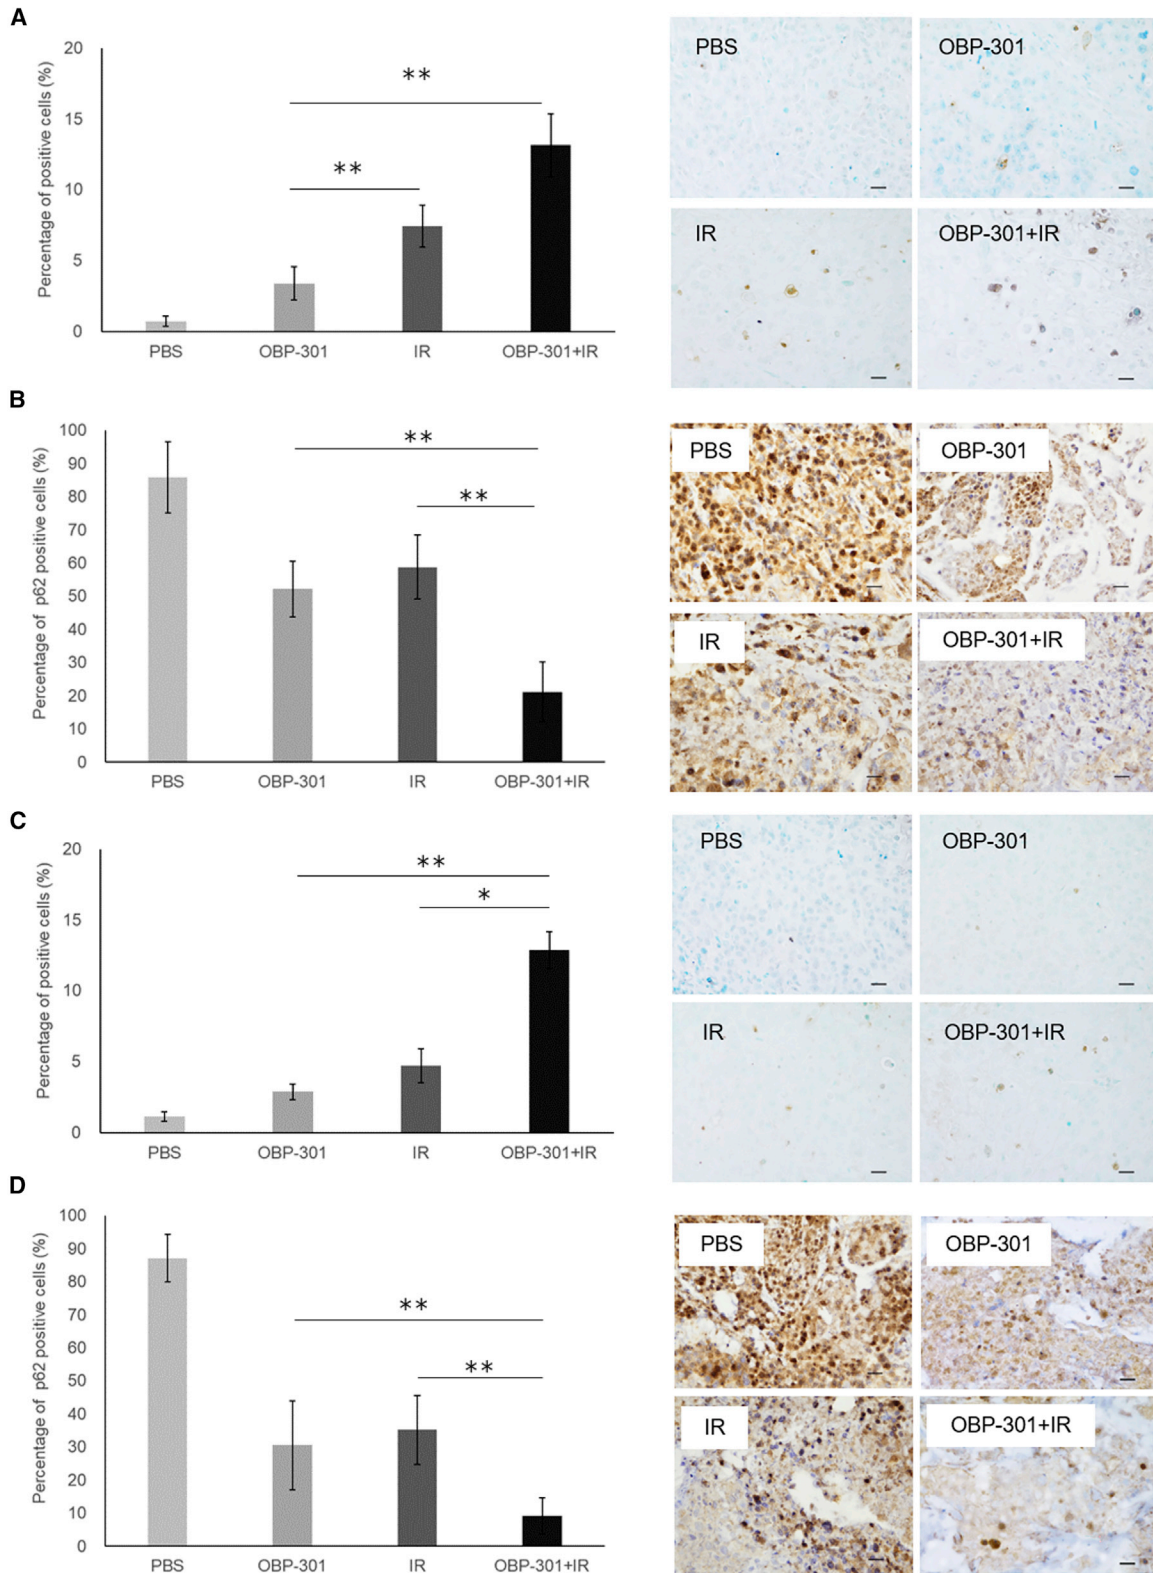 A
Percentage of positive cells (%)
20
15
10
5
0
**
**
PBS
OBP-301
IR
OBP-301+IR
PBS
OBP-301
IR
OBP-301+IR
B
Percentage of p62 positive cells (%)
100
90
80
70
60
50
40
30
20
10
0
**
**
PBS
OBP-301
IR
OBP-301+IR
PBS
OBP-301
IR
OBP-301+IR
C
Percentage of positive cells (%)
20
15
10
5
0
**
*
PBS
OBP-301
IR
OBP-301+IR
PBS
OBP-301
IR
OBP-301+IR
D
Percentage of p62 positive cells (%)
100
90
80
70
60
50
40
30
20
10
0
**
**
PBS
OBP-301
IR
OBP-301+IR
PBS
OBP-301
IR
OBP-301+IR